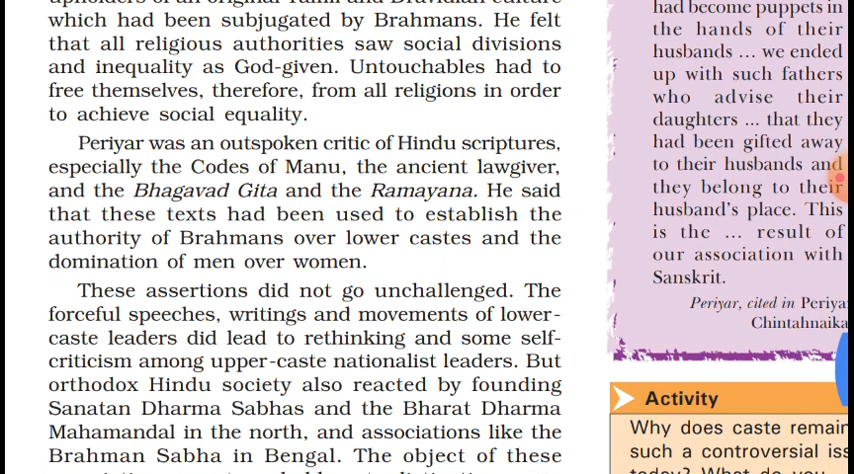 which had been subjugated by Brahmans. He felt
that all religious authorities saw social divisions
and inequality as God-given. Untouchables had to
free themselves, therefore, from all religions in order
to achieve social equality.
Periyar was an outspoken critic of Hindu scriptures,
especially the Codes of Manu, the ancient lawgiver,
and the Bhagavad Gita and the Ramayana. He said
that these texts had been used to establish the
authority of Brahmans over lower castes and the
domination of men over women.
These assertions did not go unchallenged. The
forceful speeches, writings and movements of lower-
caste leaders did lead to rethinking and some self-
criticism among upper-caste nationalist leaders. But
orthodox Hindu society also reacted by founding
Sanatan Dharma Sabhas and the Bharat Dharma
Mahamandal in the north, and associations like the
Brahman Sabha in Bengal. The object of these
had become puppets in
the hands of their
husbands ... we ended
up with such fathers
who advise their
daughters ... that they
had been gifted away
to their husbands and
they belong to their
husband's place. This
is the ... result of
our association with
Sanskrit.
Periyar, cited in Periya
Chintahnaika
Activity
Why does caste remain
such a controversial iss